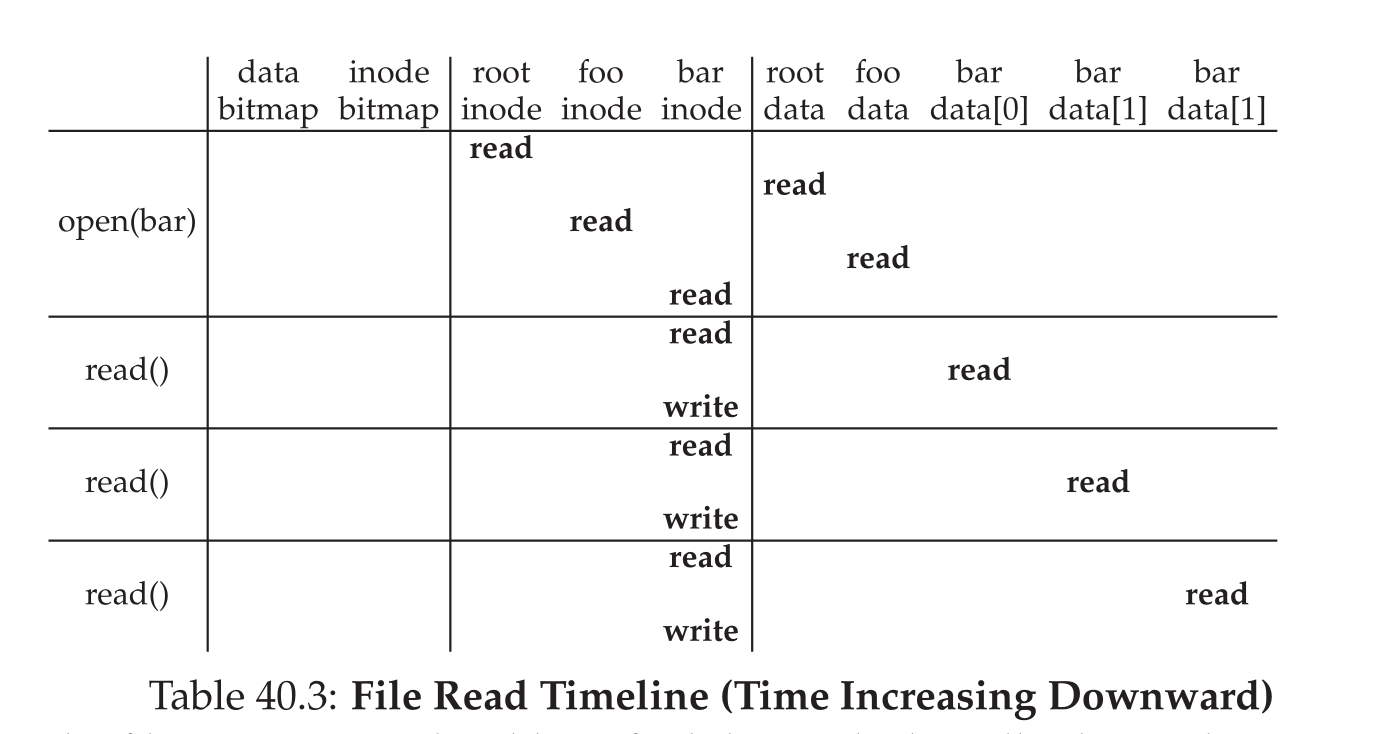 data inode root foo bar root foo bar bar bar
bitmap bitmap inode inode inode data data data[0] data[1] data[1]
read
read
open(bar) read
read
read
read
read() read
write
read
read() read
write
read
read() read
write
Table 40.3: File Read Timeline (Time Increasing Downward)